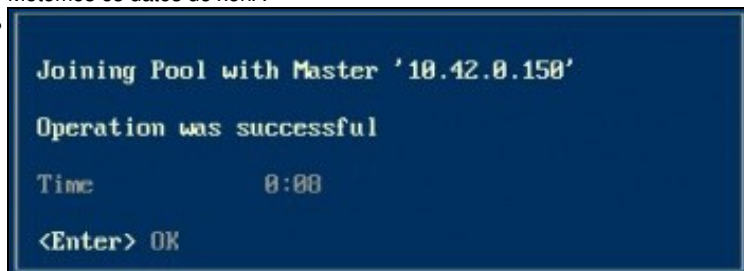 Joining Pool with Master '10.42.0.150'
Operation was successful
Time 0:08
<Enter> OK